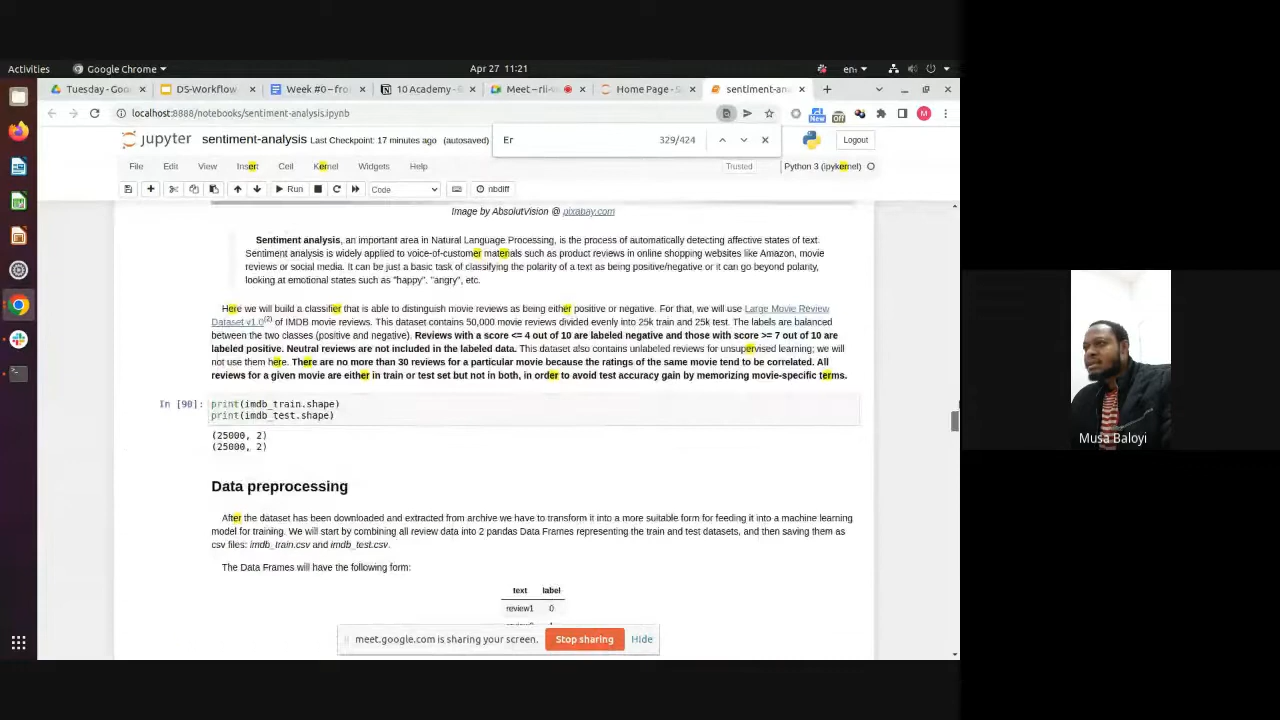 Activities
Google Chrome
Apr 27 11:21
en₁
Tuesday - Go
DS-Workflow
Week #0 – fro
10 Academy -
Meet – rii-
Home Page - S
sentiment-an
localhost:8888/notebooks/sentiment-analysis.ipynb
New
Off
M
jupyter
sentiment-analysis Last Checkpoint: 17 minutes ago (autosaved)
Er
329/424
Logout
File
Edit
View
Insert
Cell
Kernel
Widgets
Help
Trusted
Python 3 (ipykernel)
Run
Code
nbdiff
Image by AbsolutVision @ pixabay.com
Sentiment analysis, an important area in Natural Language Processing, is the process of automatically detecting affective states of text.
Sentiment analysis is widely applied to voice-of-customer materials such as product reviews in online shopping websites like Amazon, movie
reviews or social media. It can be just a basic task of classifying the polarity of a text as being positive/negative or it can go beyond polarity,
looking at emotional states such as "happy", "angry", etc.
Here we will build a classifier that is able to distinguish movie reviews as being either positive or negative. For that, we will use Large Movie Review
Dataset v1.0(2) of IMDB movie reviews. This dataset contains 50,000 movie reviews divided evenly into 25k train and 25k test. The labels are balanced
between the two classes (positive and negative). Reviews with a score <= 4 out of 10 are labeled negative and those with score >= 7 out of 10 are
labeled positive. Neutral reviews are not included in the labeled data. This dataset also contains unlabeled reviews for unsupervised learning; we will
not use them here. There are no more than 30 reviews for a particular movie because the ratings of the same movie tend to be correlated. All
reviews for a given movie are either in train or test set but not in both, in order to avoid test accuracy gain by memorizing movie-specific terms.
In [90]: print(imdb_train.shape)
print(imdb_test.shape)
(25000, 2)
(25000, 2)
Data preprocessing
After the dataset has been downloaded and extracted from archive we have to transform it into a more suitable form for feeding it into a machine learning
model for training. We will start by combining all review data into 2 pandas Data Frames representing the train and test datasets, and then saving them as
csv files: imdb_train.csv and imdb_test.csv.
The Data Frames will have the following form:
text label
review1 0
meet.google.com is sharing your screen.
Stop sharing
Hide
Musa Baloyi